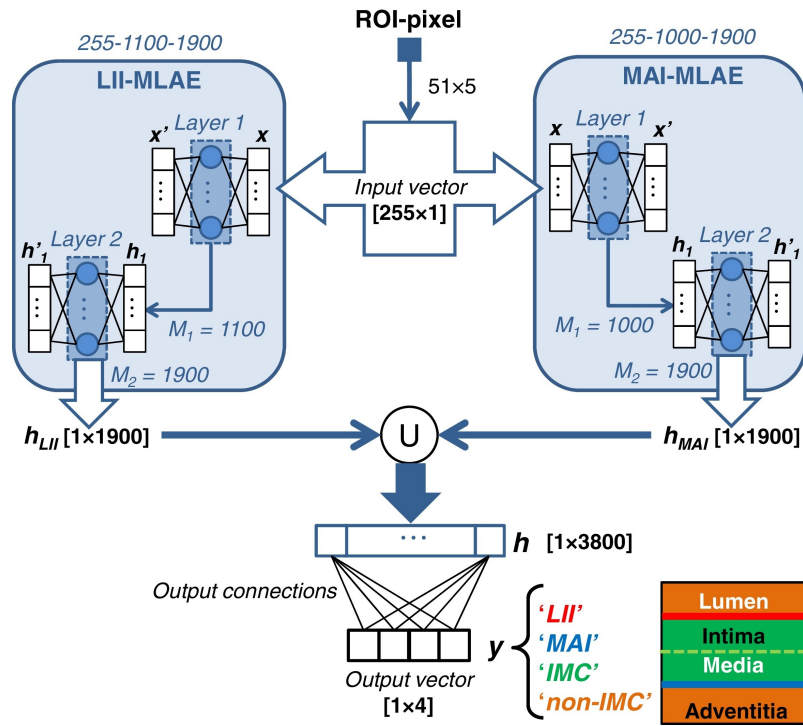 ROI-pixel
51×5
Input vector
[255×1]
255-1100-1900
LII-MLAE
x' Layer 1 x
...
h'1 Layer 2 h1
...
M1 = 1100
M2 = 1900
hLII [1×1900]
255-1000-1900
MAI-MLAE
x Layer 1 x'
...
h1 Layer 2 h'1
...
M1 = 1000
M2 = 1900
hMAI [1×1900]
U
... h [1×3800]
Output connections
Output vector
[1×4]
y
'LII'
'MAI'
'IMC'
'non-IMC'
Lumen
Intima
Media
Adventitia